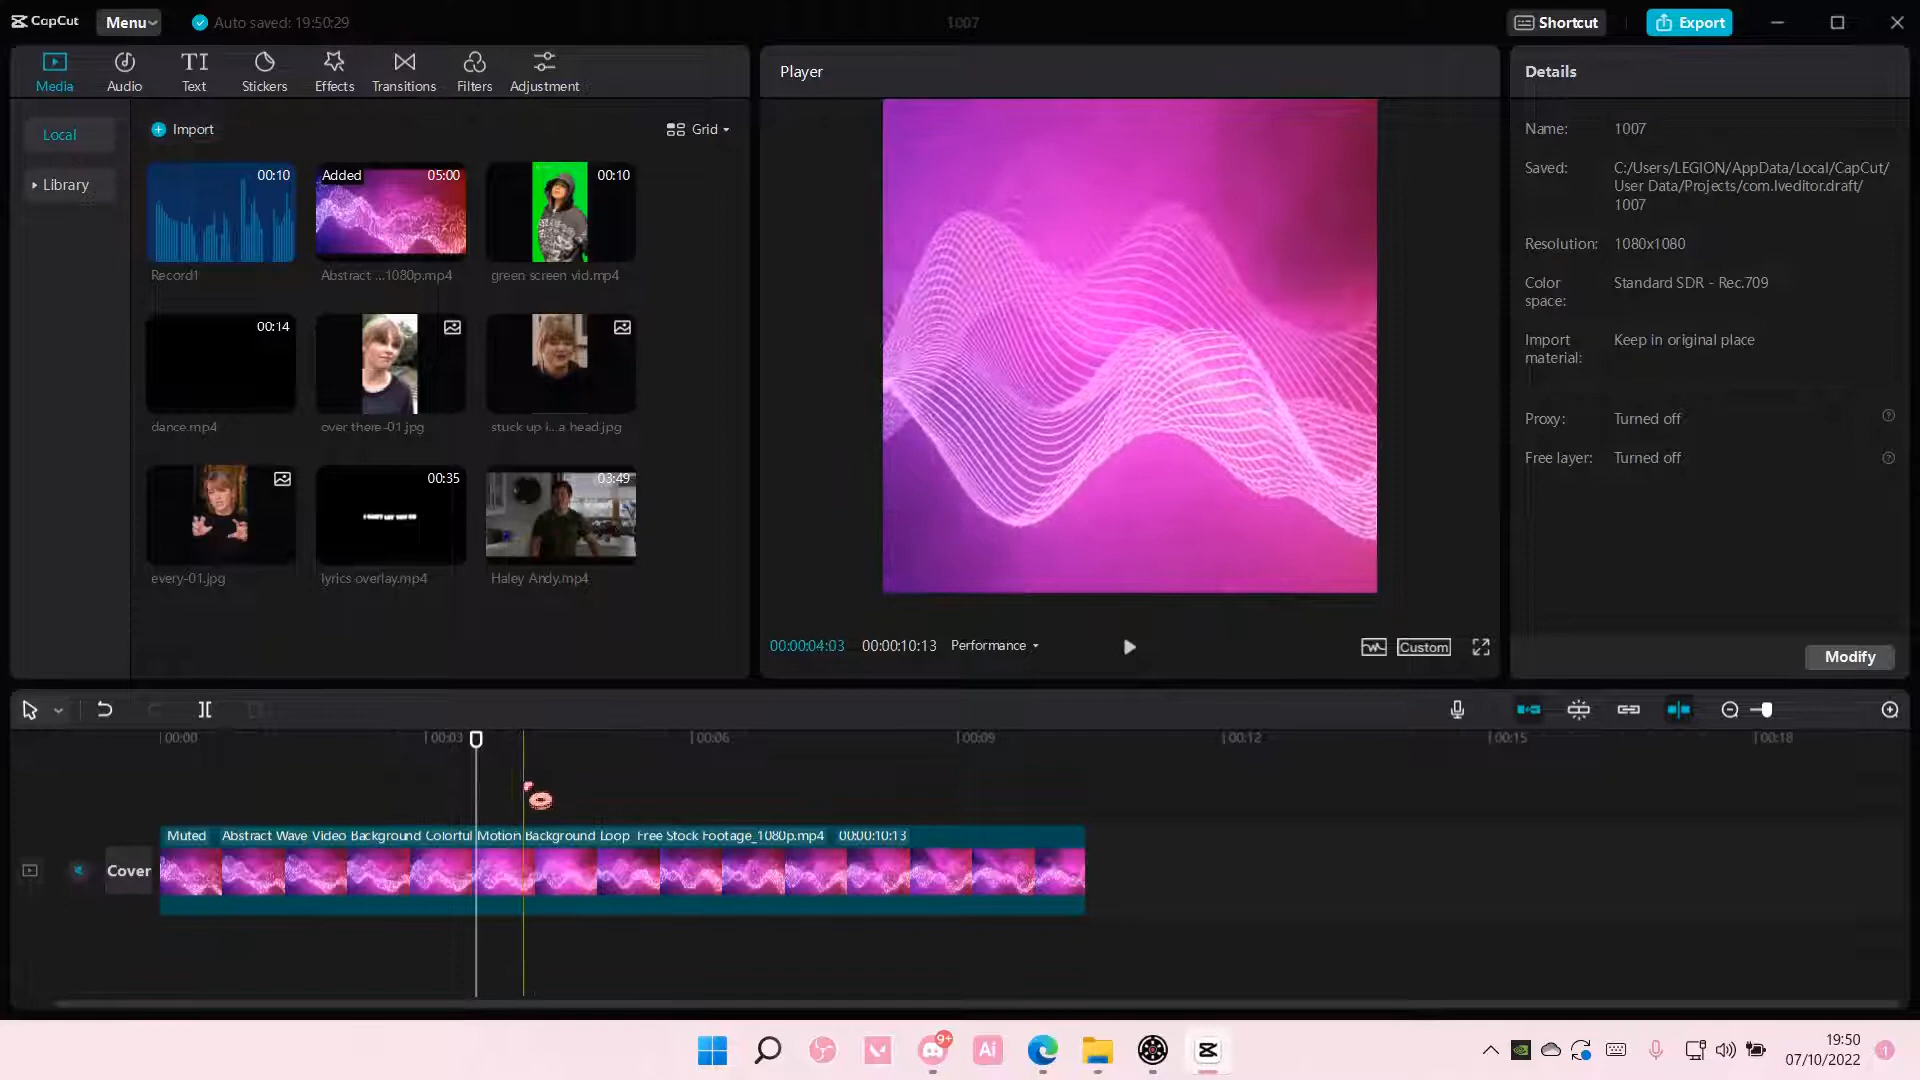 CapCut
Menu
Auto saved: 19:50:29
1007
Shortcut
Export
Media
Audio
Text
Stickers
Effects
Transitions
Filters
Adjustment
Local
Library
Import
Grid
00:10
Record1
Added
05:00
Abstract ...1080p.mp4
00:10
green screen vid.mp4
00:14
dance.mp4
over there-01.jpg
stuck up i...a head.jpg
every-01.jpg
00:35
I CAN'T LET YOU GO
lyrics overlay.mp4
03:49
Haley Andy.mp4
Player
00:00:04:03
00:00:10:13
Performance
Custom
Details
Name: 1007
Saved: C:/Users/LEGION/AppData/Local/CapCut/
User Data/Projects/com.lveditor.draft/
1007
Resolution: 1080x1080
Color space: Standard SDR - Rec.709
Import material: Keep in original place
Proxy: Turned off
Free layer: Turned off
Modify
00:00
00:03
00:06
00:09
00:12
00:15
00:18
Muted Abstract Wave Video Background Colorful Motion Background Loop Free Stock Footage_1080p.mp4 00:00:10:13
Cover
9+
Ai
19:50
07/10/2022
1